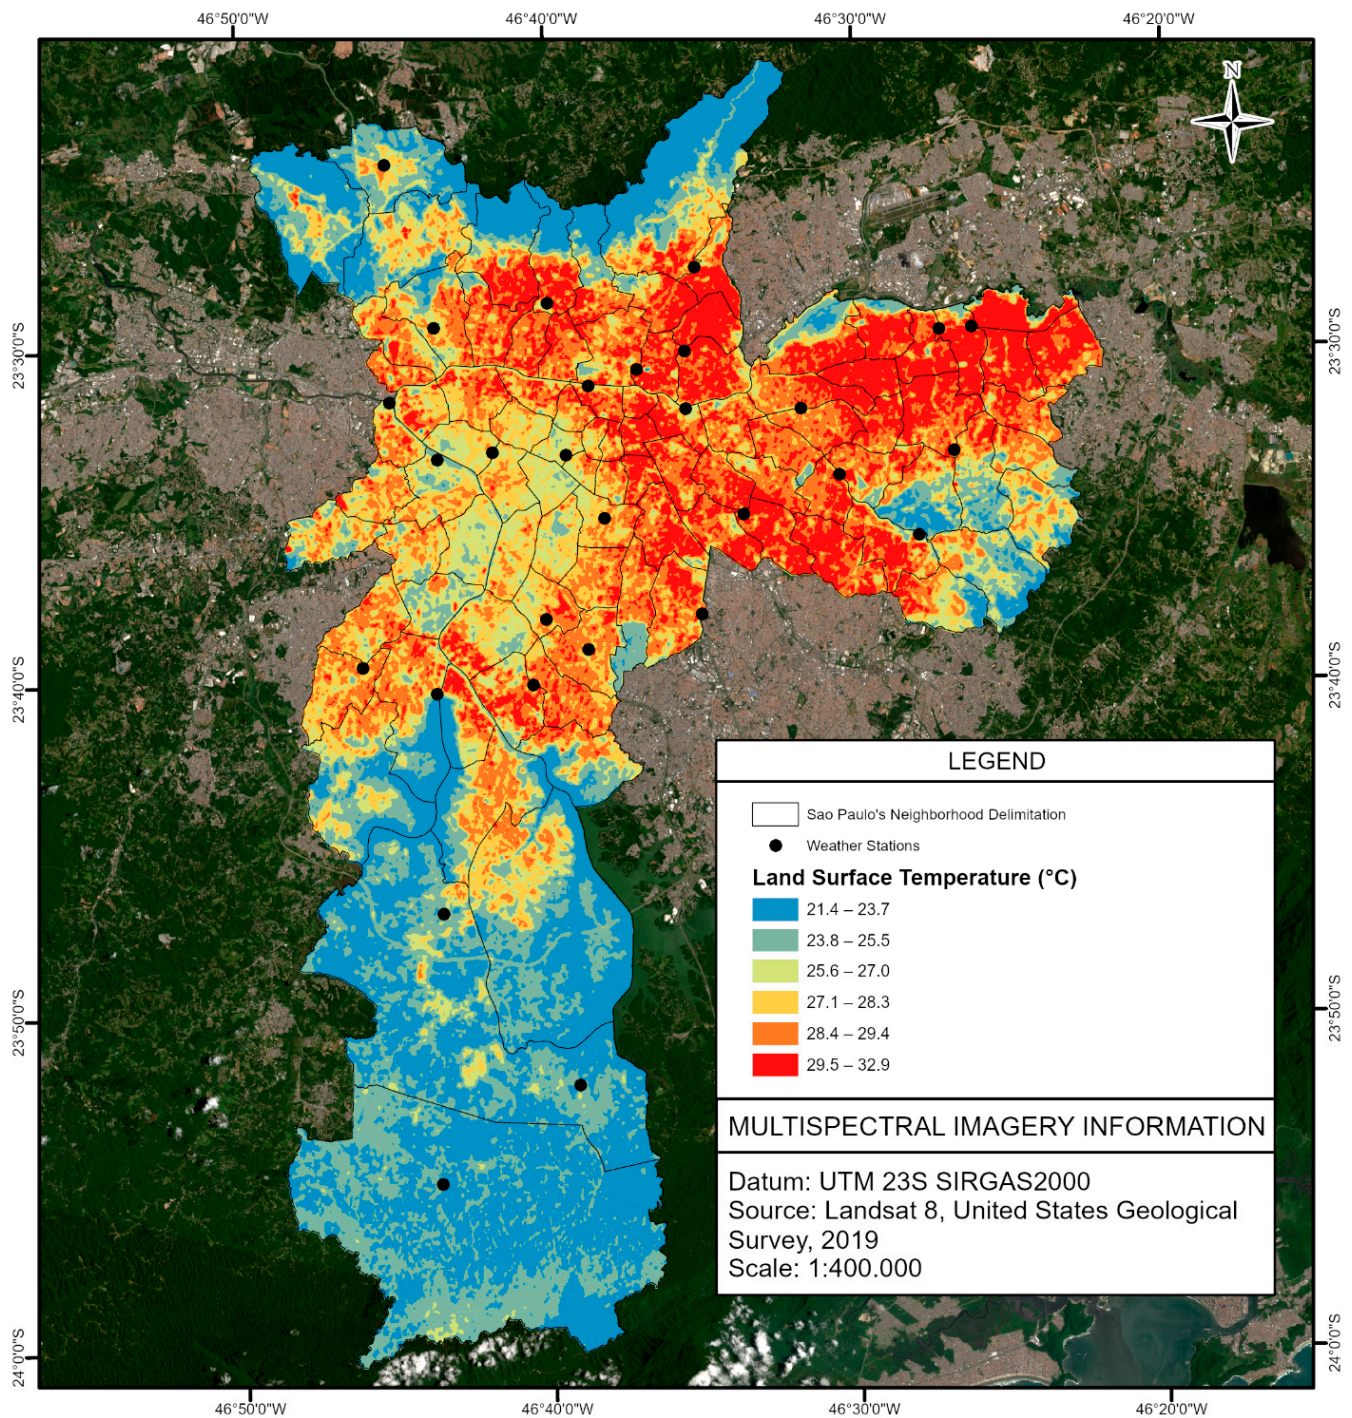 46°50'0"W 46°40'0"W 46°30'0"W 46°20'0"W
N
23°30'0"S 23°30'0"S
23°40'0"S 23°40'0"S
LEGEND
Sao Paulo's Neighborhood Delimitation
Weather Stations
Land Surface Temperature (°C)
21.4 – 23.7
23.8 – 25.5
25.6 – 27.0
27.1 – 28.3
28.4 – 29.4
29.5 – 32.9
23°50'0"S 23°50'0"S
MULTISPECTRAL IMAGERY INFORMATION
Datum: UTM 23S SIRGAS2000
Source: Landsat 8, United States Geological
Survey, 2019
Scale: 1:400.000
24°0'0"S 24°0'0"S
46°50'0"W 46°40'0"W 46°30'0"W 46°20'0"W